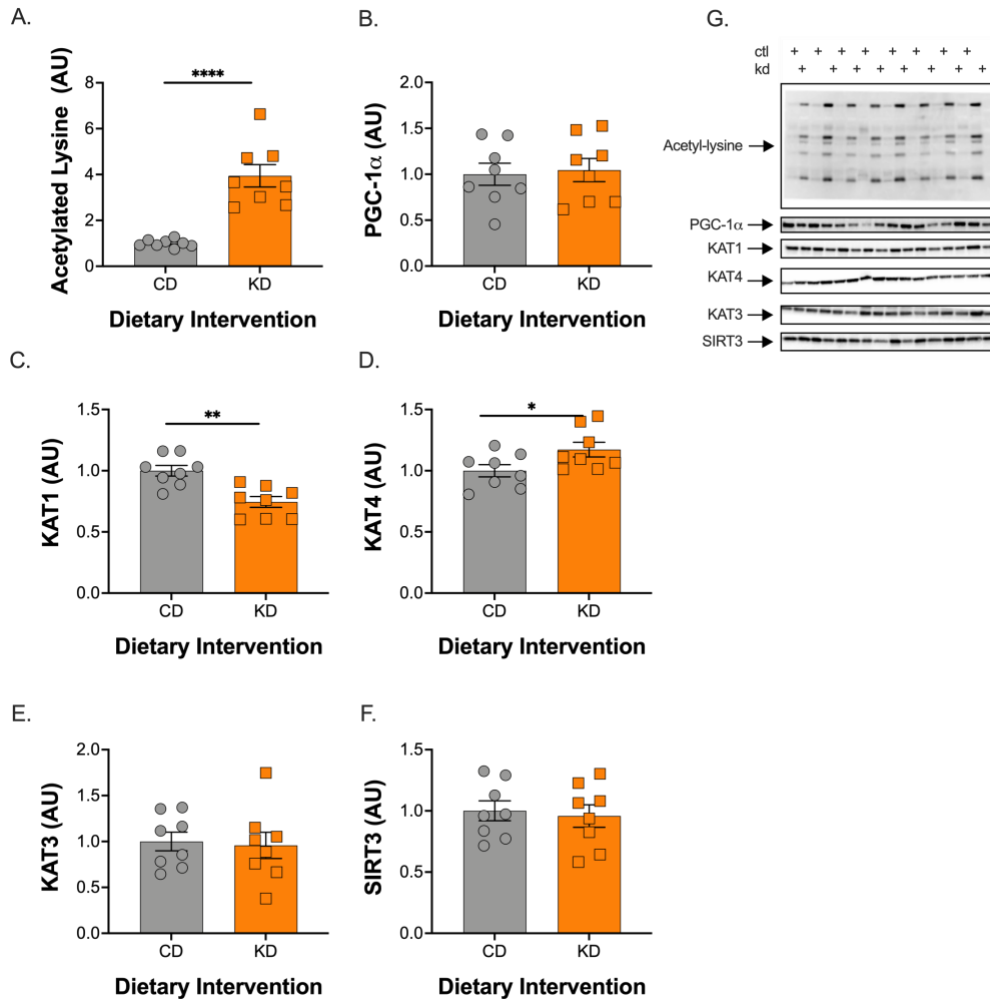 A.
Acetylated Lysine (AU)
****
8
6
4
2
0
CD
KD
Dietary Intervention
B.
PGC-1α (AU)
2.0
1.5
1.0
0.5
0.0
CD
KD
Dietary Intervention
G.
ctl + + + + + + + +
kd + + + + + + + + +
Acetyl-lysine
PGC-1α
KAT1
KAT4
KAT3
SIRT3
C.
KAT1 (AU)
**
1.5
1.0
0.5
0.0
CD
KD
Dietary Intervention
D.
KAT4 (AU)
*
1.5
1.0
0.5
0.0
CD
KD
Dietary Intervention
E.
KAT3 (AU)
2.0
1.5
1.0
0.5
0.0
CD
KD
Dietary Intervention
F.
SIRT3 (AU)
1.5
1.0
0.5
0.0
CD
KD
Dietary Intervention